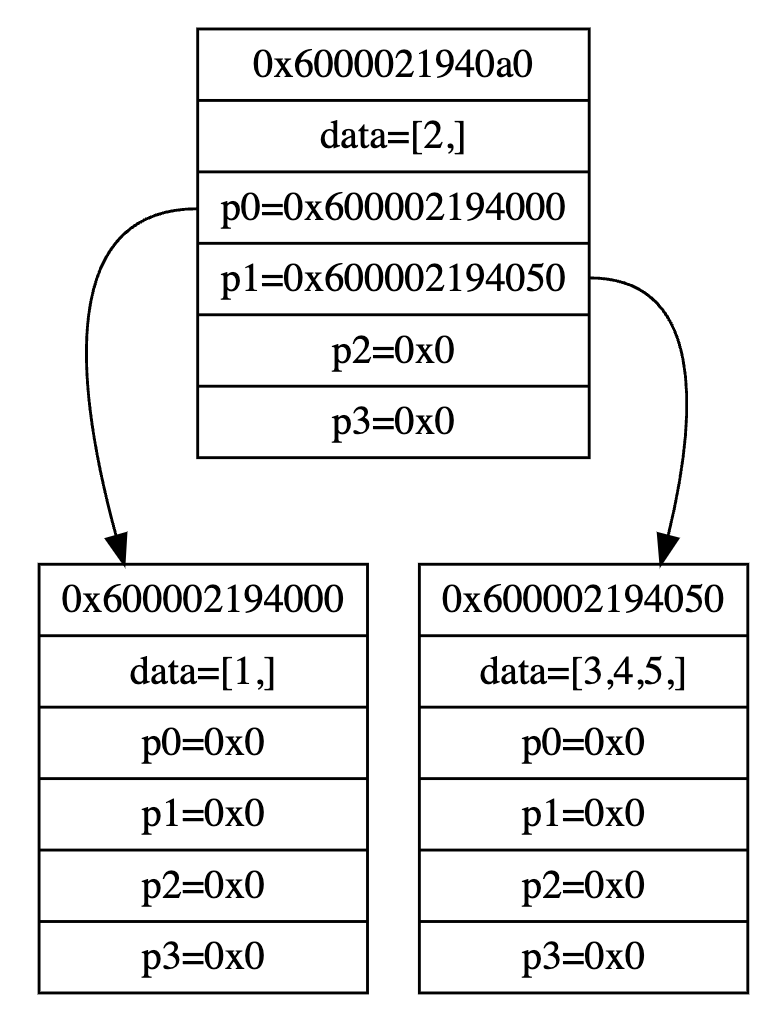 0x6000021940a0
data=[2,]
p0=0x600002194000
p1=0x600002194050
p2=0x0
p3=0x0
0x600002194000
data=[1,]
p0=0x0
p1=0x0
p2=0x0
p3=0x0
0x600002194050
data=[3,4,5,]
p0=0x0
p1=0x0
p2=0x0
p3=0x0